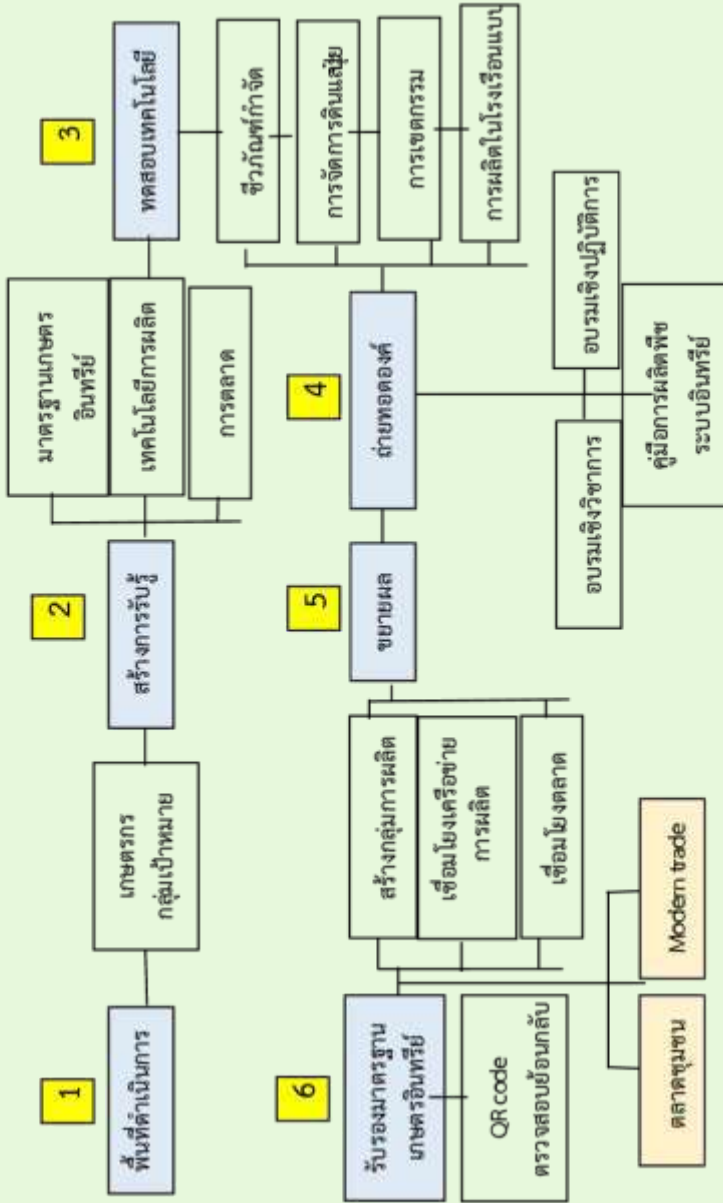 1
พื้นที่ดำเนินการ
เกษตรกร
กลุ่มเป้าหมาย
2
สร้างการรับรู้
มาตรฐานเกษตร
อินทรีย์
เทคโนโลยีการผลิต
การตลาด
3
ทดสอบเทคโนโลยี
ชีวภัณฑ์กำจัด
การจัดการดินและปุ๋ย
การเขตกรรม
การผลิตในโรงเรือนแบบ
4
ถ่ายทอดองค์
อบรมเชิงวิชาการ
อบรมเชิงปฏิบัติการ
คู่มือการผลิตพืช
ระบบอินทรีย์
5
ขยายผล
สร้างกลุ่มการผลิต
เชื่อมโยงเครือข่าย
การผลิต
เชื่อมโยงตลาด
6
รับรองมาตรฐาน
เกษตรอินทรีย์
QR code
ตรวจสอบย้อนกลับ
ตลาดชุมชน
Modern trade